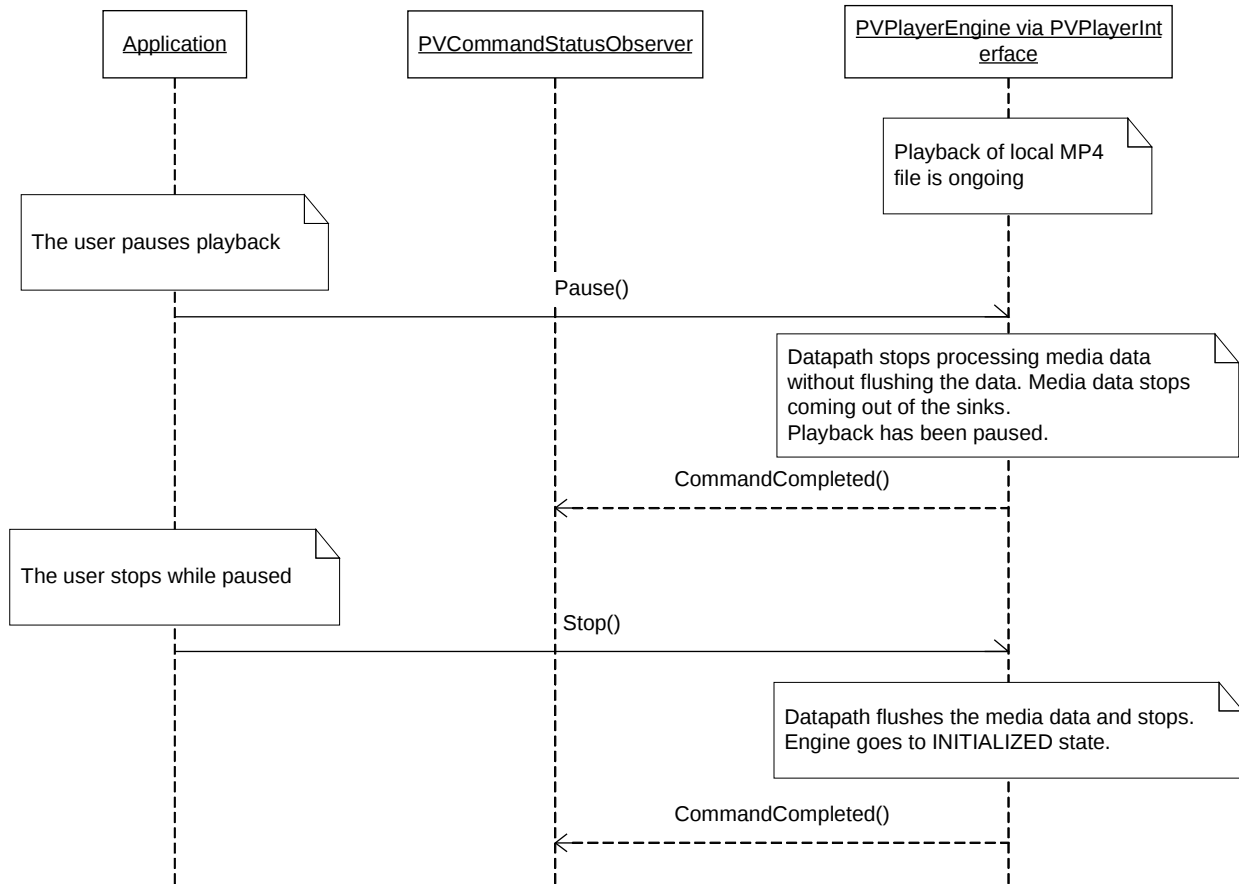 Application
PVCommandStatusObserver
PVPlayerEngine via PVPlayerInt
erface
Playback of local MP4
file is ongoing
The user pauses playback
Pause()
Datapath stops processing media data
without flushing the data. Media data stops
coming out of the sinks.
Playback has been paused.
CommandCompleted()
The user stops while paused
Stop()
Datapath flushes the media data and stops.
Engine goes to INITIALIZED state.
CommandCompleted()